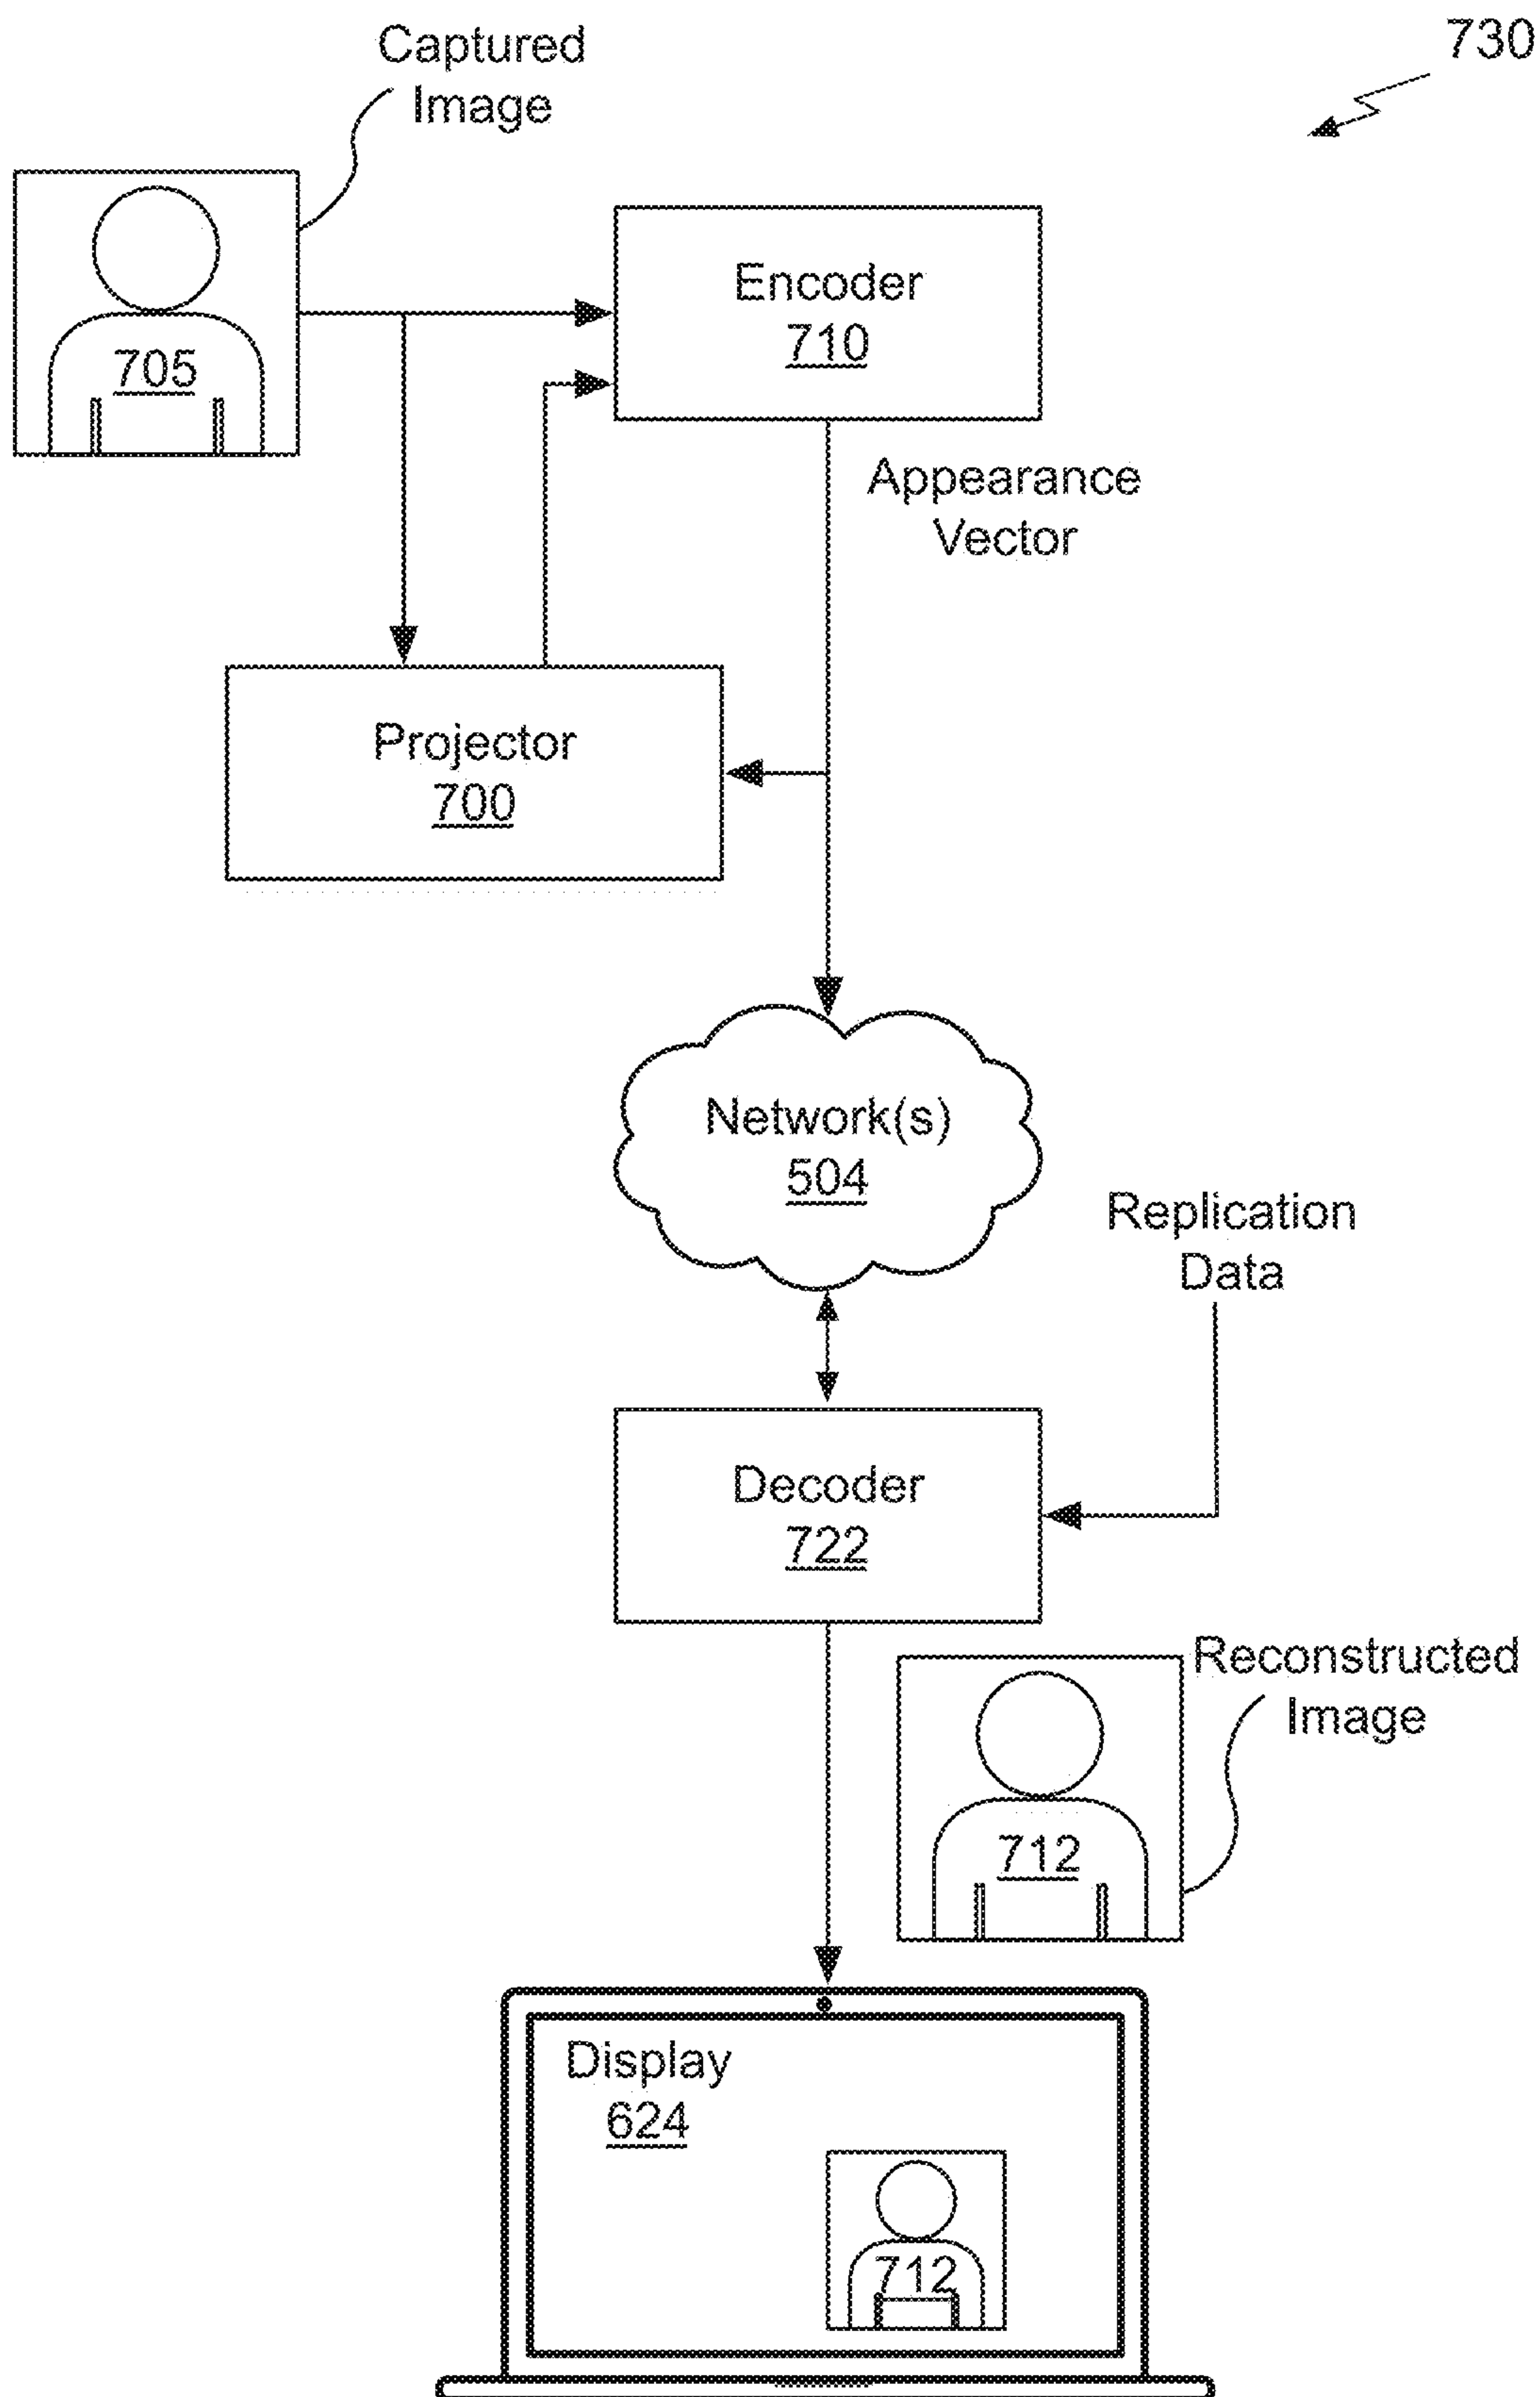 730
Captured
Image
705
Encoder
710
Appearance
Vector
Projector
700
Network(s)
504
Replication
Data
Decoder
722
Reconstructed
Image
712
Display
624
712